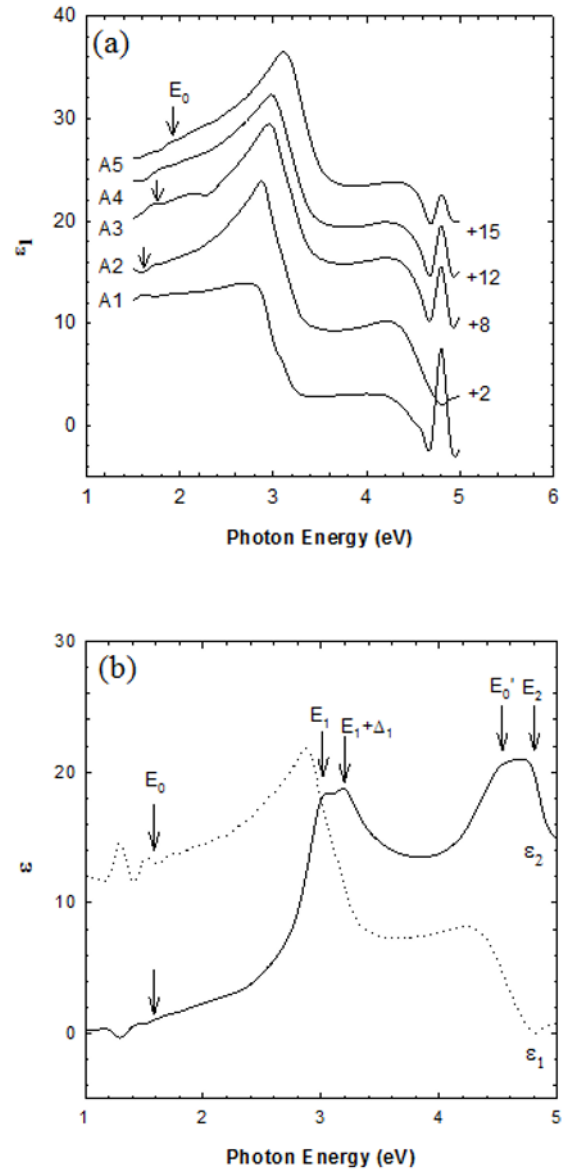 (a)
40
30
20
10
0
ε1
E0
A5
A4
A3
A2
A1
+15
+12
+8
+2
1 2 3 4 5 6
Photon Energy (eV)
(b)
30
20
10
0
ε
E0
E1
E1+Δ1
E0' E2
ε2
ε1
1 2 3 4 5
Photon Energy (eV)